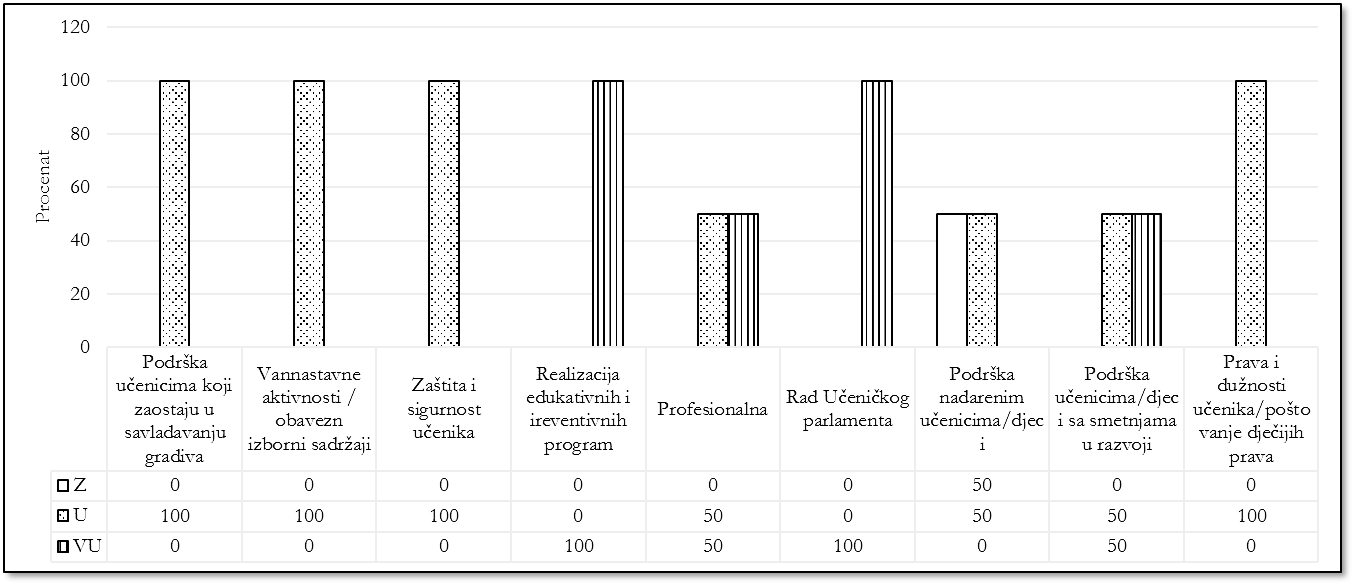 120
100
80
60
40
20
0
Procenat
Podrška
učenicima koji
zaostaju u
savladavanju
gradiva
Vannastavne
aktivnosti /
obavezn
izborni sadržaji
Zaštita i
sigurnost
učenika
Realizacija
edukativnih i
ireventivnih
program
Profesionalna
Rad Učeničkog
parlamenta
Podrška
nadarenim
učenicima/djec
i
Podrška
učenicima/djec
i sa smetnjama
u razvoji
Prava i
dužnosti
učenika/pošto
vanje dječijih
prava
Z 0 0 0 0 0 0 50 0 0
U 100 100 100 0 50 0 50 50 100
VU 0 0 0 100 50 100 0 50 0